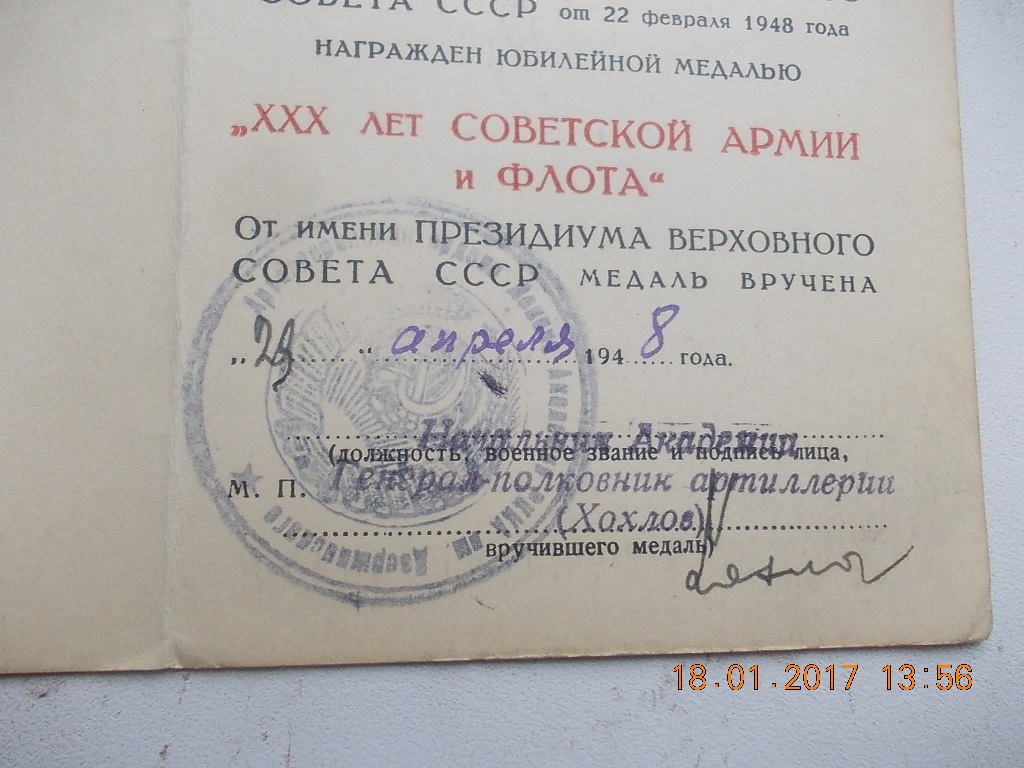 СОВЕТА СССР от 22 февраля 1948 года
НАГРАЖДЕН ЮБИЛЕЙНОЙ МЕДАЛЬЮ
„XXX ЛЕТ СОВЕТСКОЙ АРМИИ
и ФЛОТА“
От имени ПРЕЗИДИУМА ВЕРХОВНОГО
СОВЕТА СССР МЕДАЛЬ ВРУЧЕНА
апреля 1948 года.
Начальник Академии
(должность, военное звание и подпись лица,
М. П. Генерал-полковник артиллерии
(Хохлов)
вручившего медаль)
Дзержинского
18.01.2017 13:56